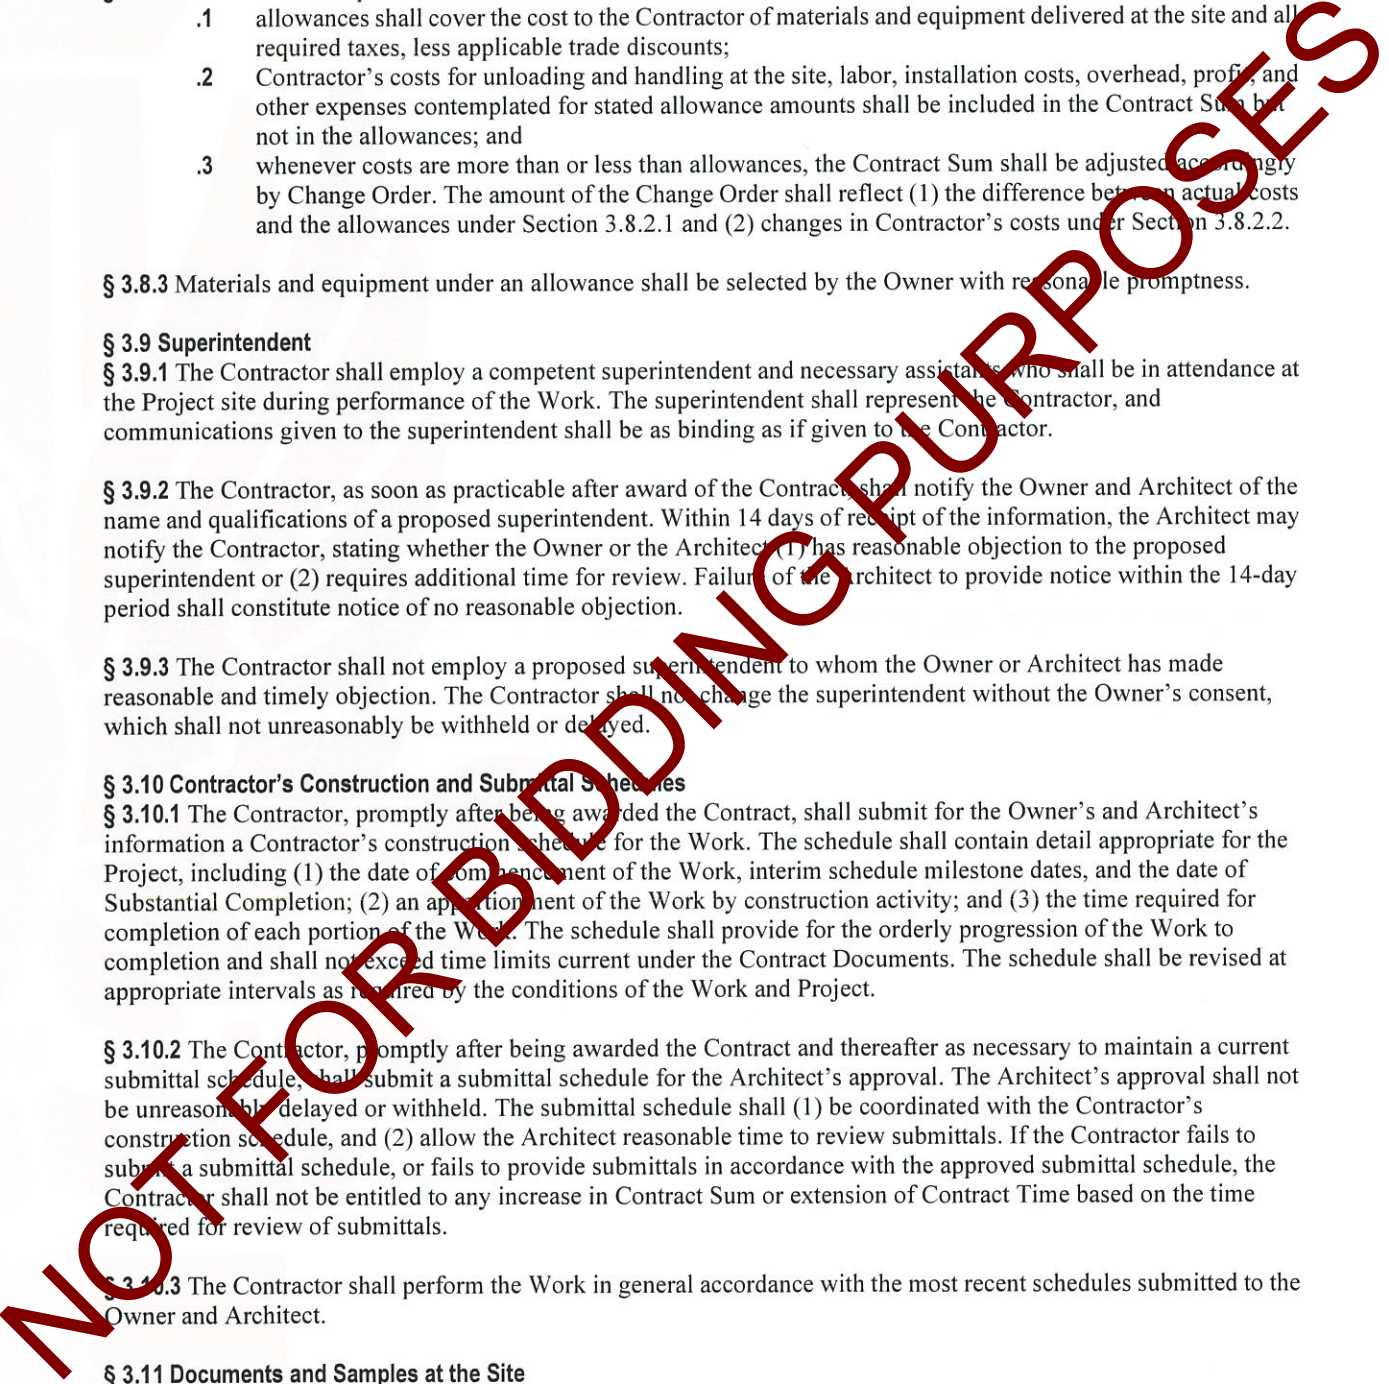 .1 allowances shall cover the cost to the Contractor of materials and equipment delivered at the site and all
required taxes, less applicable trade discounts;
.2 Contractor's costs for unloading and handling at the site, labor, installation costs, overhead, profit, and
other expenses contemplated for stated allowance amounts shall be included in the Contract Sum but
not in the allowances; and
.3 whenever costs are more than or less than allowances, the Contract Sum shall be adjusted accordingly
by Change Order. The amount of the Change Order shall reflect (1) the difference between actual costs
and the allowances under Section 3.8.2.1 and (2) changes in Contractor's costs under Section 3.8.2.2.
§ 3.8.3 Materials and equipment under an allowance shall be selected by the Owner with reasonable promptness.
§ 3.9 Superintendent
§ 3.9.1 The Contractor shall employ a competent superintendent and necessary assistants who shall be in attendance at
the Project site during performance of the Work. The superintendent shall represent the Contractor, and
communications given to the superintendent shall be as binding as if given to the Contractor.
§ 3.9.2 The Contractor, as soon as practicable after award of the Contract, shall notify the Owner and Architect of the
name and qualifications of a proposed superintendent. Within 14 days of receipt of the information, the Architect may
notify the Contractor, stating whether the Owner or the Architect (1) has reasonable objection to the proposed
superintendent or (2) requires additional time for review. Failure of the Architect to provide notice within the 14-day
period shall constitute notice of no reasonable objection.
§ 3.9.3 The Contractor shall not employ a proposed superintendent to whom the Owner or Architect has made
reasonable and timely objection. The Contractor shall not change the superintendent without the Owner's consent,
which shall not unreasonably be withheld or delayed.
§ 3.10 Contractor's Construction and Submittal Schedules
§ 3.10.1 The Contractor, promptly after being awarded the Contract, shall submit for the Owner's and Architect's
information a Contractor's construction schedule for the Work. The schedule shall contain detail appropriate for the
Project, including (1) the date of commencement of the Work, interim schedule milestone dates, and the date of
Substantial Completion; (2) an apportionment of the Work by construction activity; and (3) the time required for
completion of each portion of the Work. The schedule shall provide for the orderly progression of the Work to
completion and shall not exceed time limits current under the Contract Documents. The schedule shall be revised at
appropriate intervals as required by the conditions of the Work and Project.
§ 3.10.2 The Contractor, promptly after being awarded the Contract and thereafter as necessary to maintain a current
submittal schedule, shall submit a submittal schedule for the Architect's approval. The Architect's approval shall not
be unreasonably delayed or withheld. The submittal schedule shall (1) be coordinated with the Contractor's
construction schedule, and (2) allow the Architect reasonable time to review submittals. If the Contractor fails to
submit a submittal schedule, or fails to provide submittals in accordance with the approved submittal schedule, the
Contractor shall not be entitled to any increase in Contract Sum or extension of Contract Time based on the time
required for review of submittals.
§ 3.10.3 The Contractor shall perform the Work in general accordance with the most recent schedules submitted to the
Owner and Architect.
§ 3.11 Documents and Samples at the Site
NOT FOR BIDDING PURPOSES